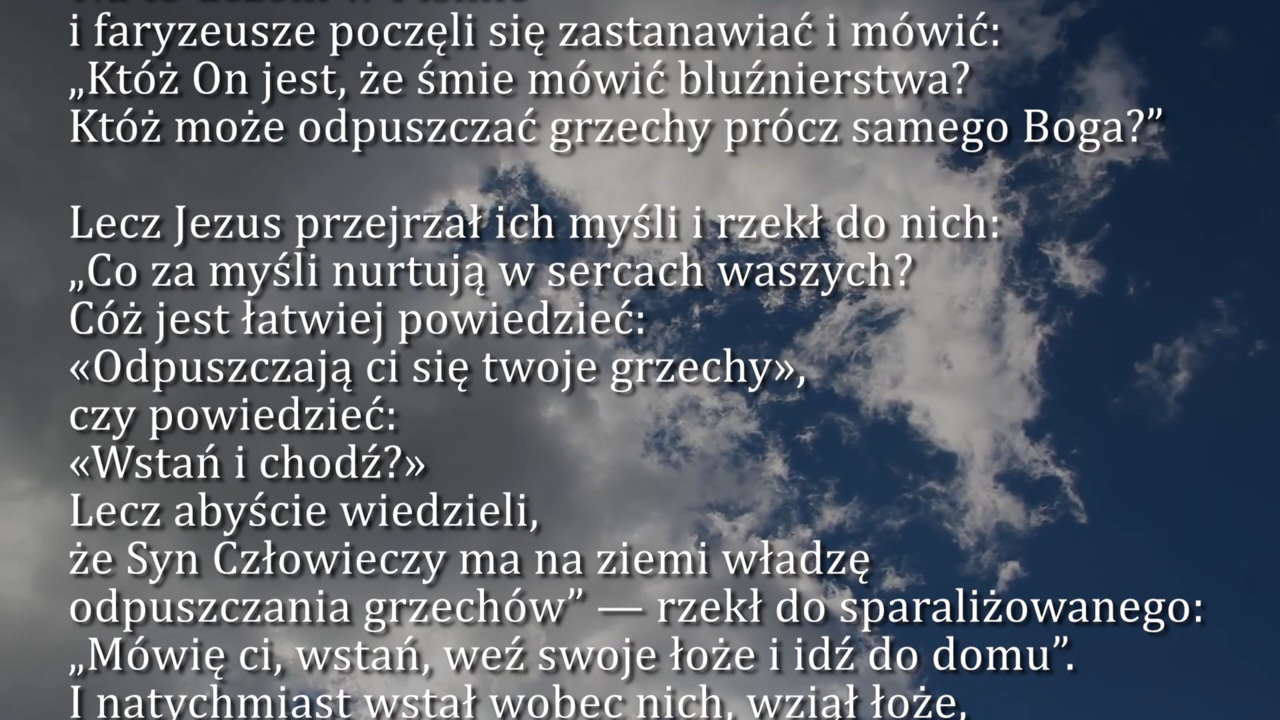 i faryzeusze poczęli się zastanawiać i mówić:
„Któż On jest, że śmie mówić bluźnierstwa?
Któż może odpuszczać grzechy prócz samego Boga?”
Lecz Jezus przejrzał ich myśli i rzekł do nich:
„Co za myśli nurtują w sercach waszych?
Cóż jest łatwiej powiedzieć:
«Odpuszczają ci się twoje grzechy»,
czy powiedzieć:
«Wstań i chodź?»
Lecz abyście wiedzieli,
że Syn Człowieczy ma na ziemi władzę
odpuszczania grzechów” — rzekł do sparaliżowanego:
„Mówię ci, wstań, weź swoje łoże i idź do domu”.
I natychmiast wstał wobec nich, wziął łoże,